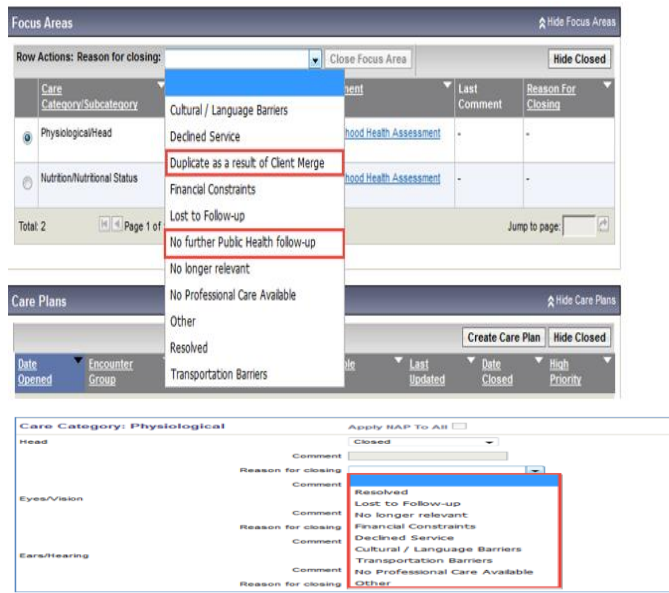 Focus Areas Hide Focus Areas
Row Actions: Reason for closing: Close Focus Area Hide Closed
Care Category/Subcategory Last Comment Reason For Closing
Cultural / Language Barriers
Physiological/Head hood Health Assessment - -
Declined Service
Duplicate as a result of Client Merge
Nutrition/Nutritional Status hood Health Assessment - -
Financial Constraints
Lost to Follow-up
Total: 2 Page 1 of Jump to page:
No further Public Health follow-up
No longer relevant
No Professional Care Available
Other
Resolved
Transportation Barriers
Care Plans Hide Care Plans
Create Care Plan Hide Closed
Date Opened Encounter Group Last Updated Date Closed High Priority
Care Category: Physiological Apply NAP To All
Head Closed
Comment
Reason for closing
Comment
Eyes/Vision
Comment
Reason for closing
Comment
Ears/Hearing
Comment
Reason for closing
Resolved
Lost to Follow-up
No longer relevant
Financial Constraints
Declined Service
Cultural / Language Barriers
Transportation Barriers
No Professional Care Available
Other